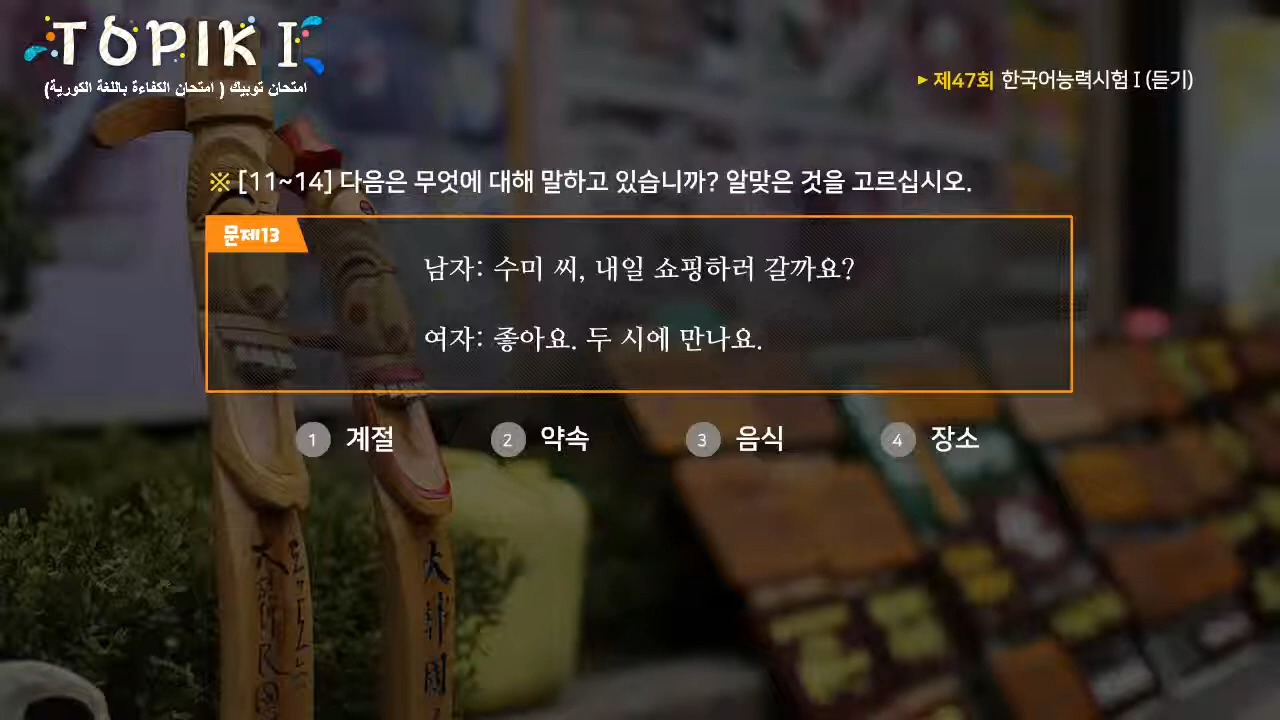 TOPIK I
امتحان توبيك ( امتحان الكفاءة باللغة الكورية)
▶ 제47회 한국어능력시험 I (듣기)
※ [11~14] 다음은 무엇에 대해 말하고 있습니까? 알맞은 것을 고르십시오.
문제13
남자: 수미 씨, 내일 쇼핑하러 갈까요?
여자: 좋아요. 두 시에 만나요.
1 계절 2 약속 3 음식 4 장소